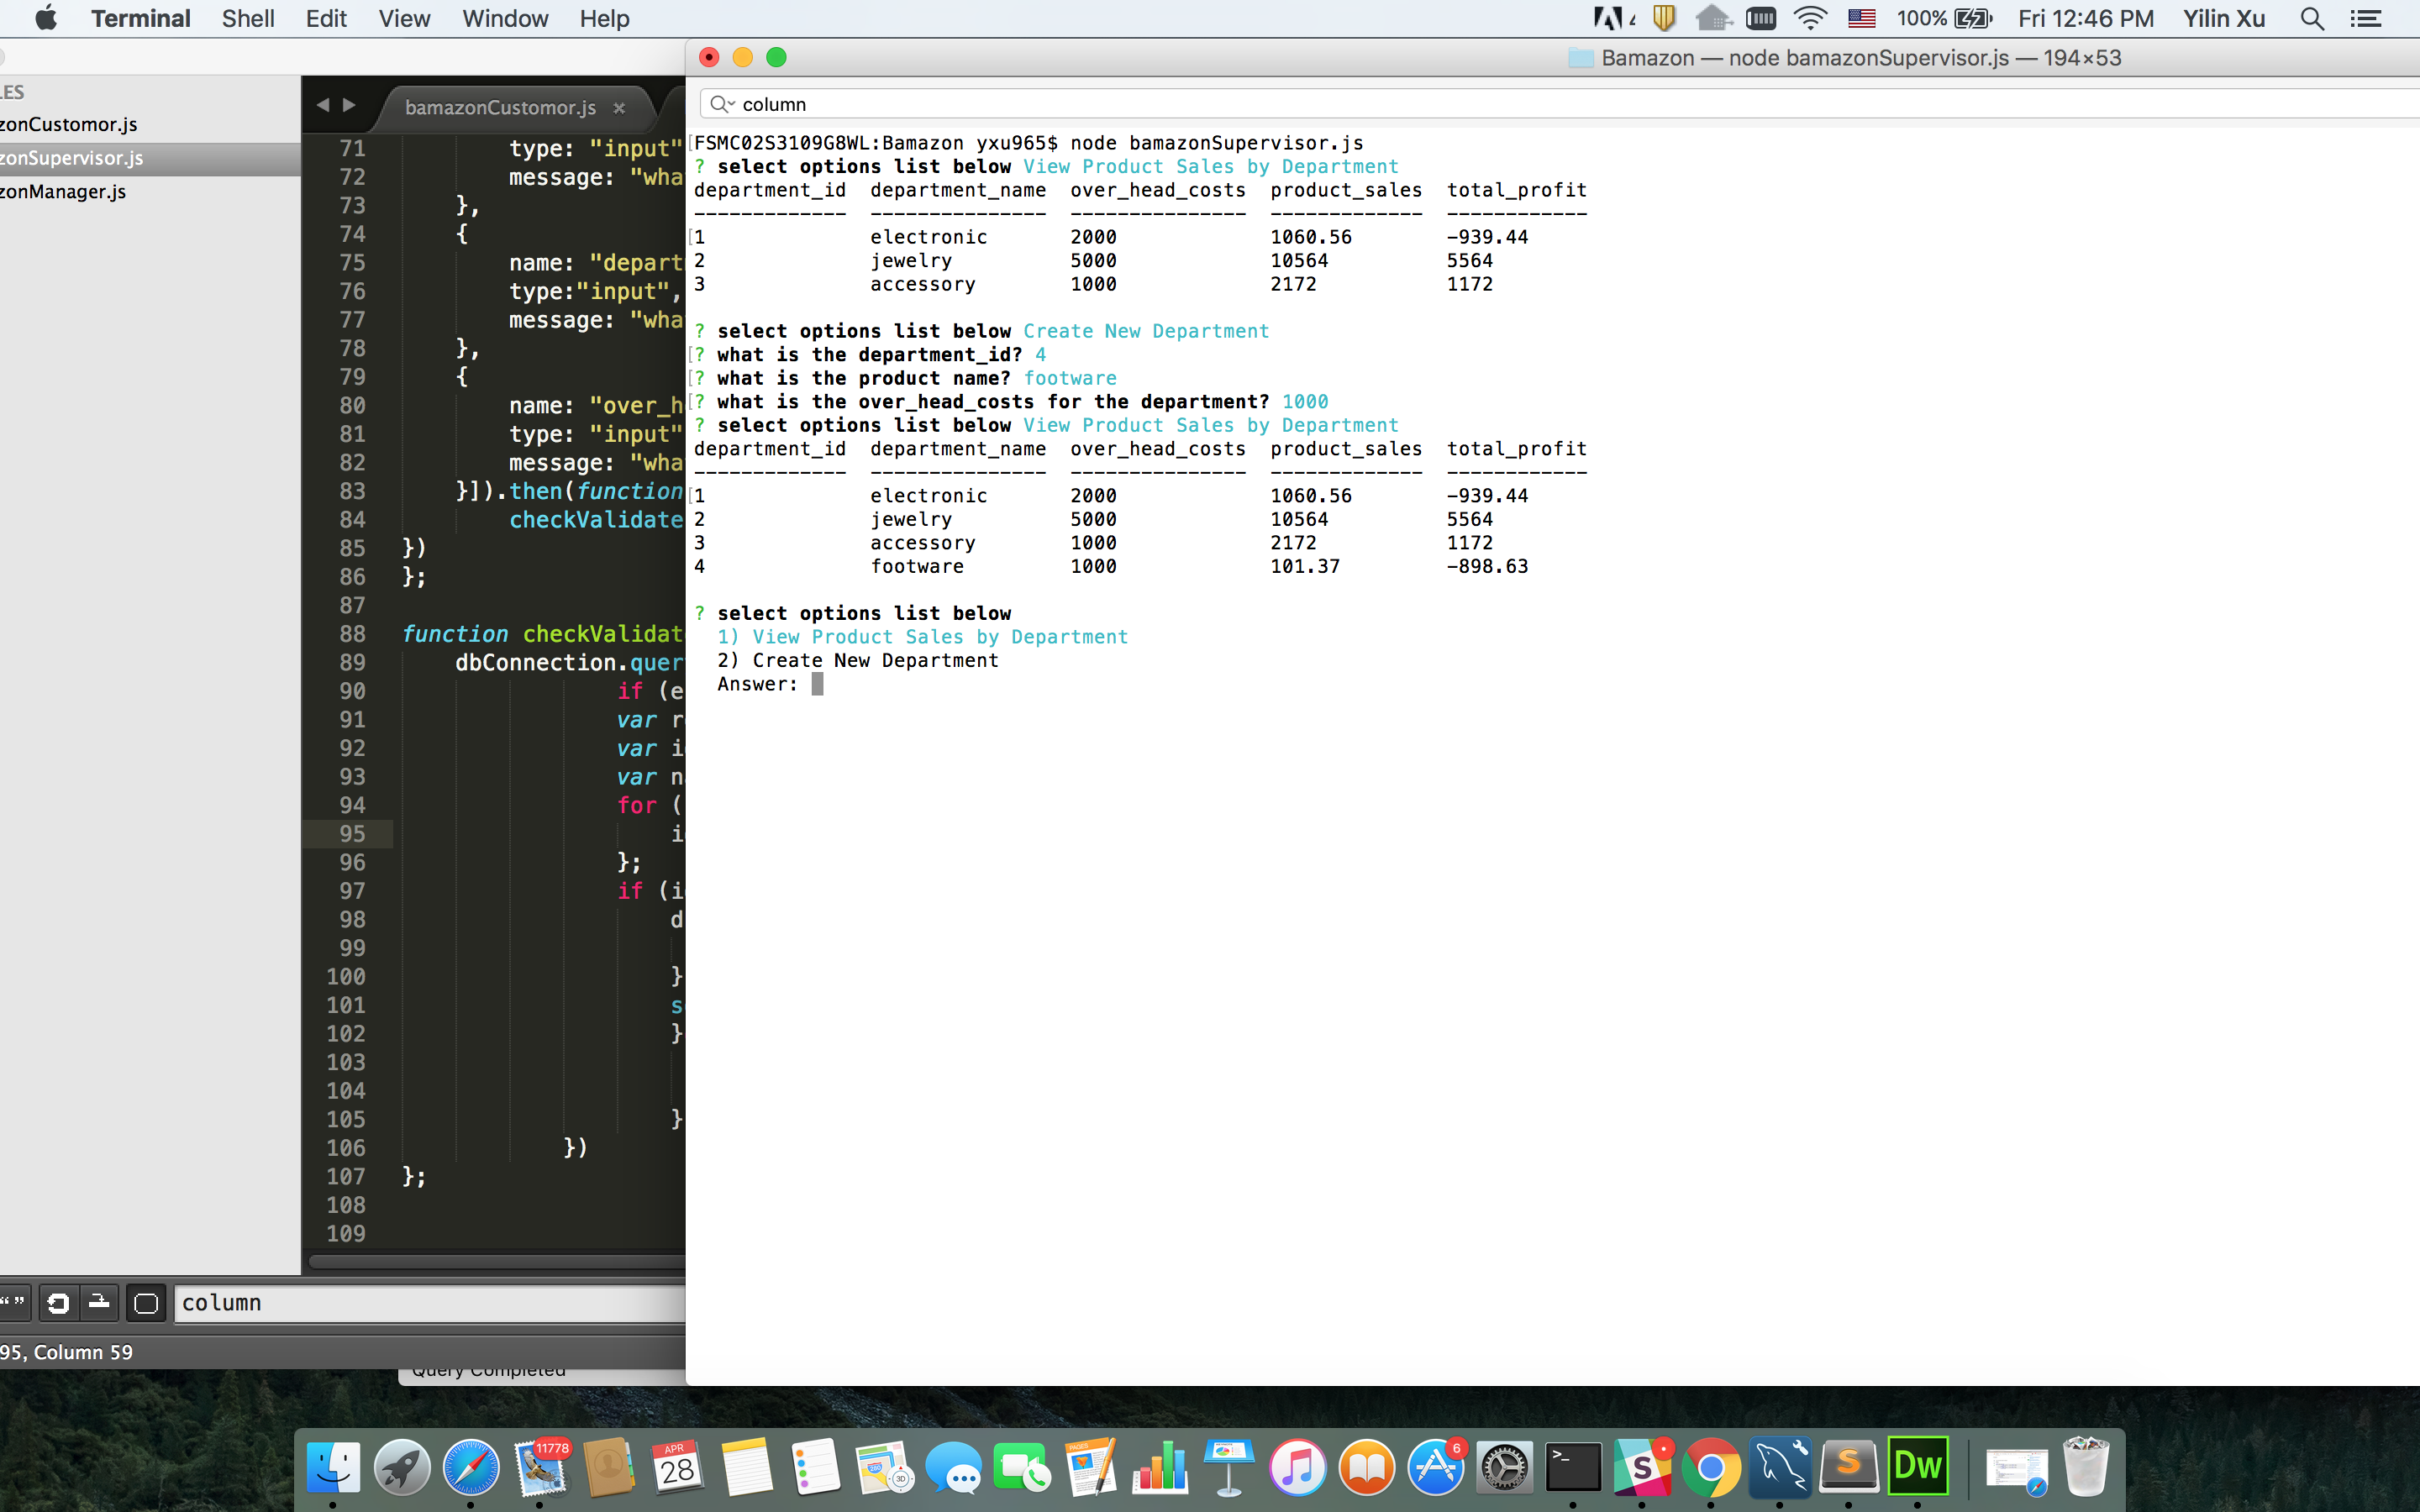 Terminal Shell Edit View Window Help 100% Fri 12:46 PM Yilin Xu
Bamazon — node bamazonSupervisor.js — 194×53
column
LES
zonCustomor.js
zonSupervisor.js
zonManager.js
bamazonCustomor.js ×
71 type: "input"
72 message: "wha
73 },
74 {
75 name: "depart
76 type:"input",
77 message: "wha
78 },
79 {
80 name: "over_h
81 type: "input"
82 message: "wha
83 }]).then(function
84 checkValidate
85 })
86 };
87
88 function checkValidat
89 dbConnection.quer
90 if (e
91 var r
92 var i
93 var n
94 for (
95 i
96 };
97 if (i
98 d
99
100 }
101 s
102 }
103
104
105 }
106 })
107 };
108
109
column
95, Column 59
Query Completed
[FSMC02S3109G8WL:Bamazon yxu965$ node bamazonSupervisor.js
? select options list below View Product Sales by Department
department_id department_name over_head_costs product_sales total_profit
------------- --------------- --------------- ------------- ------------
[1 electronic 2000 1060.56 -939.44
2 jewelry 5000 10564 5564
3 accessory 1000 2172 1172
? select options list below Create New Department
[? what is the department_id? 4
[? what is the product name? footware
[? what is the over_head_costs for the department? 1000
? select options list below View Product Sales by Department
department_id department_name over_head_costs product_sales total_profit
------------- --------------- --------------- ------------- ------------
[1 electronic 2000 1060.56 -939.44
2 jewelry 5000 10564 5564
3 accessory 1000 2172 1172
4 footware 1000 101.37 -898.63
? select options list below
1) View Product Sales by Department
2) Create New Department
Answer:
11778
APR
28
3D
PAGES
6
>_
S
S
Dw